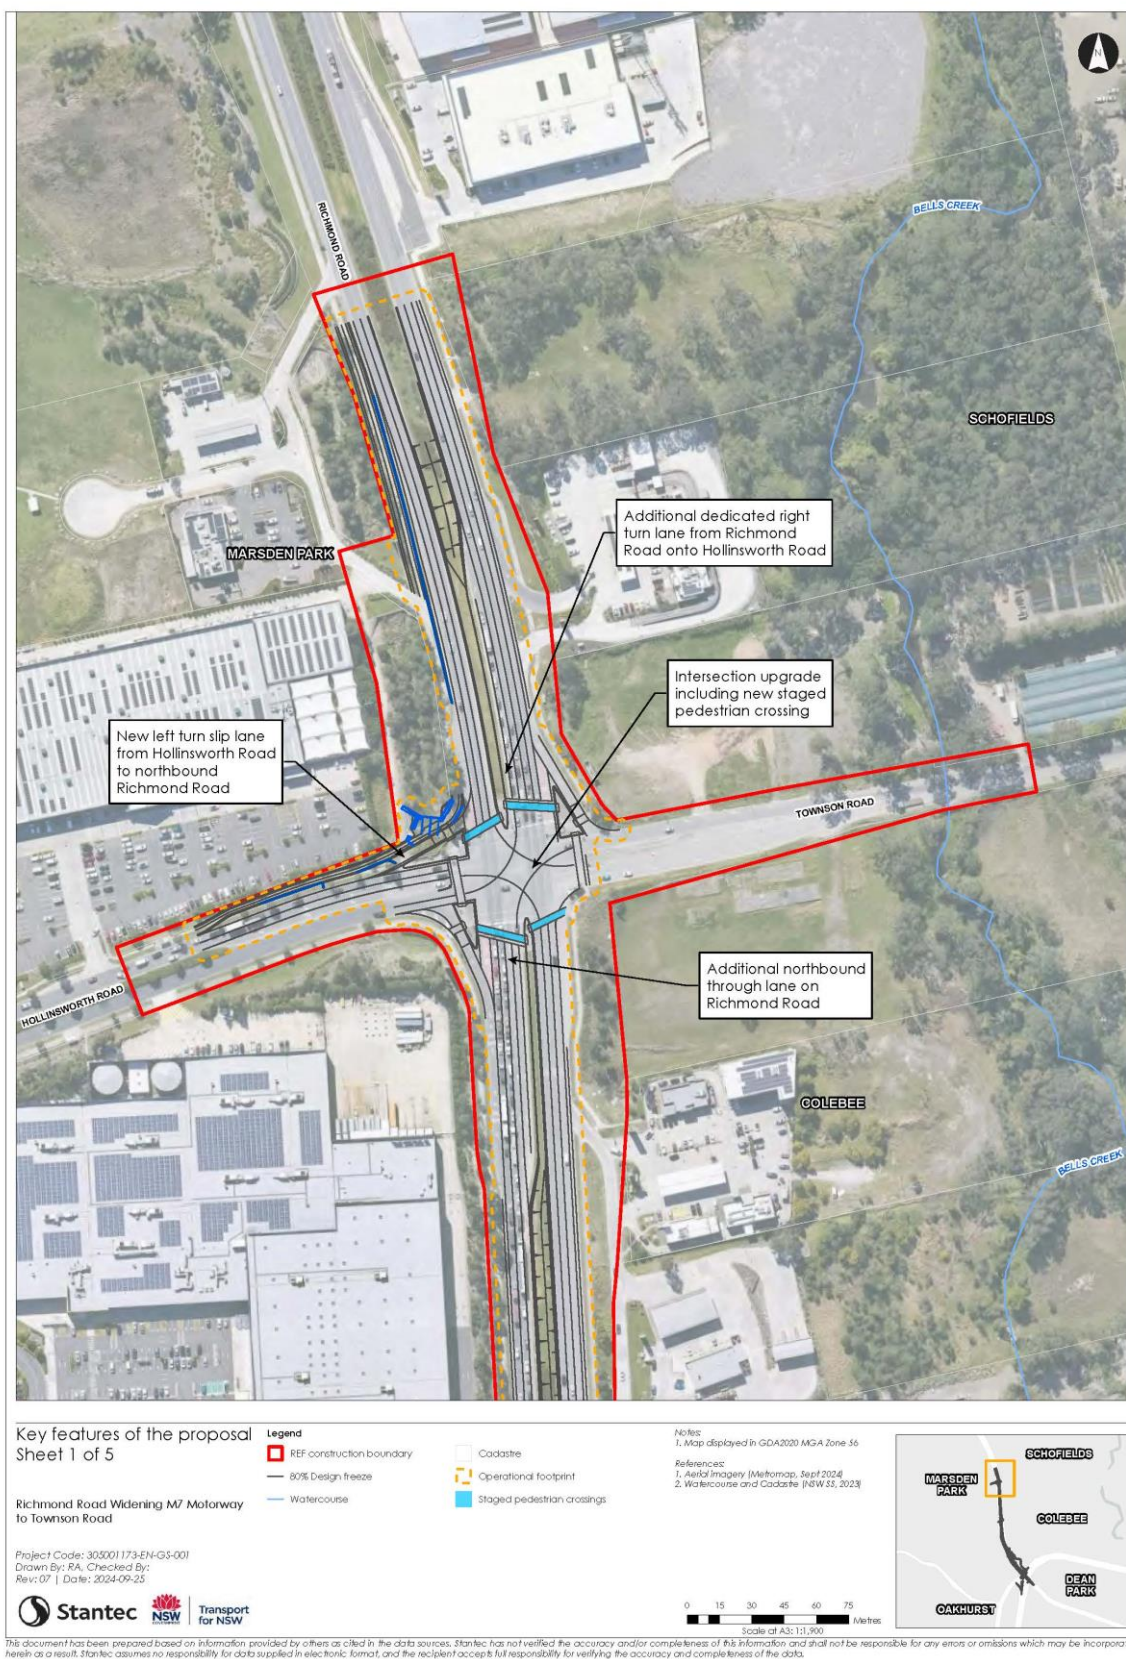 N
RICHMOND ROAD
BELLS CREEK
SCHOFIELDS
MARSDEN PARK
Additional dedicated right
turn lane from Richmond
Road onto Hollinsworth Road
Intersection upgrade
including new staged
pedestrian crossing
New left turn slip lane
from Hollinsworth Road
to northbound
Richmond Road
TOWNSON ROAD
Additional northbound
through lane on
Richmond Road
HOLLINSWORTH ROAD
COLEBEE
BELLS CREEK
Key features of the proposal
Sheet 1 of 5
Richmond Road Widening M7 Motorway
to Townson Road
Project Code: 305001173-EN-GS-001
Drawn By: RA, Checked By:
Rev: 07 | Date: 2024-09-25
Stantec
NSW
GOVERNMENT
Transport
for NSW
Legend
REF construction boundary
80% Design freeze
Watercourse
Cadastre
Operational footprint
Staged pedestrian crossings
Notes:
1. Map displayed in GDA2020 MGA Zone 56
References:
1. Aerial imagery (Metromap, Sept 2024)
2. Watercourse and Cadastre (NSW SS, 2023)
0 15 30 45 60 75
Metres
Scale at A3: 1:1,900
SCHOFIELDS
MARSDEN
PARK
COLEBEE
DEAN
PARK
OAKHURST
This document has been prepared based on information provided by others as cited in the data sources. Stantec has not verified the accuracy and/or completeness of this information and shall not be responsible for any errors or omissions which may be incorporat
herein as a result. Stantec assumes no responsibility for data supplied in electronic format, and the recipient accepts full responsibility for verifying the accuracy and completeness of the data.